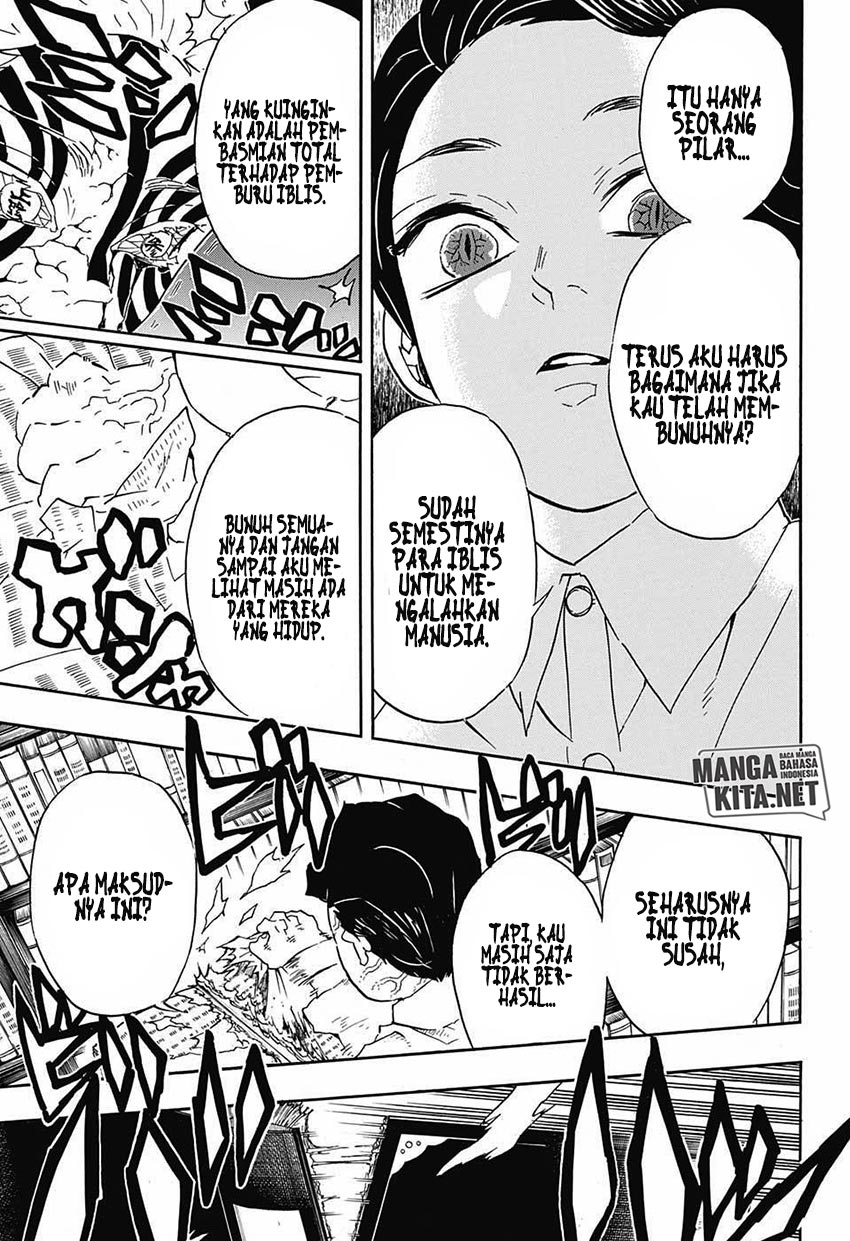 ITU HANYA
SEORANG
PILAR...
TERUS AKU HARUS
BAGAIMANA JIKA
KAU TELAH MEM-
BUNUHNYA?
SUDAH
SEMESTINYA
PARA IBLIS
UNTUK ME-
NGALAHKAN
MANUSIA.
YANG KUINGIN-
KAN ADALAH PEM-
BASMIAN TOTAL
TERHADAP PEM-
BURU IBLIS.
BUNUH SEMUA-
NYA DAN JANGAN
SAMPAI AKU ME-
LIHAT MASIH ADA
DARI MEREKA
YANG HIDUP.
MANGA
KITA.NET
BACA MANGA
BAHASA
INDONESIA
SEHARUSNYA
INI TIDAK
SUSAH,
TAPI, KAU
MASIH SAJA
TIDAK BER-
HASIL...
APA MAKSUD-
NYA INI?